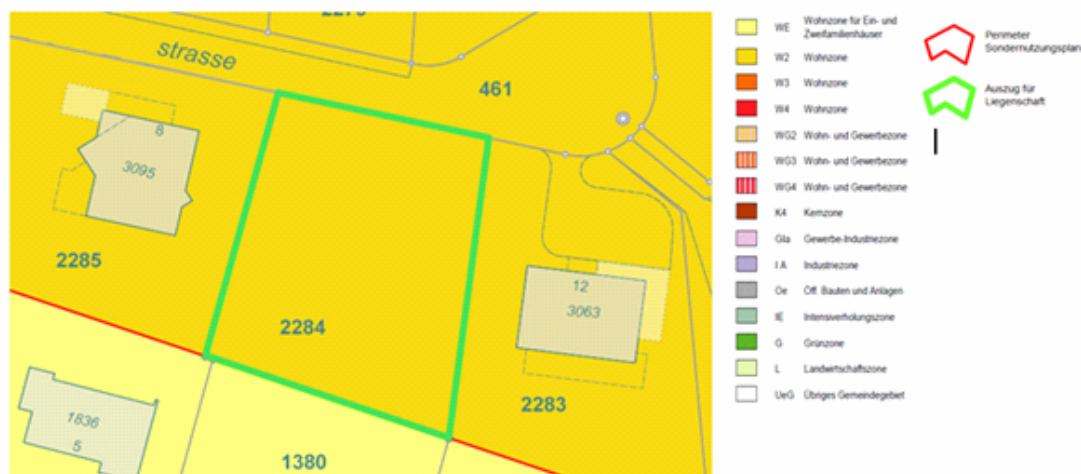 2279
strasse
461
8
3095
2285
2284
12
3063
2283
1836
5
1380
WE Wohnzone für Ein- und
Zweifamilienhäuser
W2 Wohnzone
W3 Wohnzone
W4 Wohnzone
WG2 Wohn- und Gewerbezone
WG3 Wohn- und Gewerbezone
WG4 Wohn- und Gewerbezone
K4 Kernzone
GIa Gewerbe-Industriezone
I.A Industriezone
Oe Öff. Bauten und Anlagen
IE Intensiverholungszone
G Grünzone
L Landwirtschaftszone
UeG Übriges Gemeindegebiet
Perimeter
Sondernutzungsplan
Auszug für
Liegenschaft